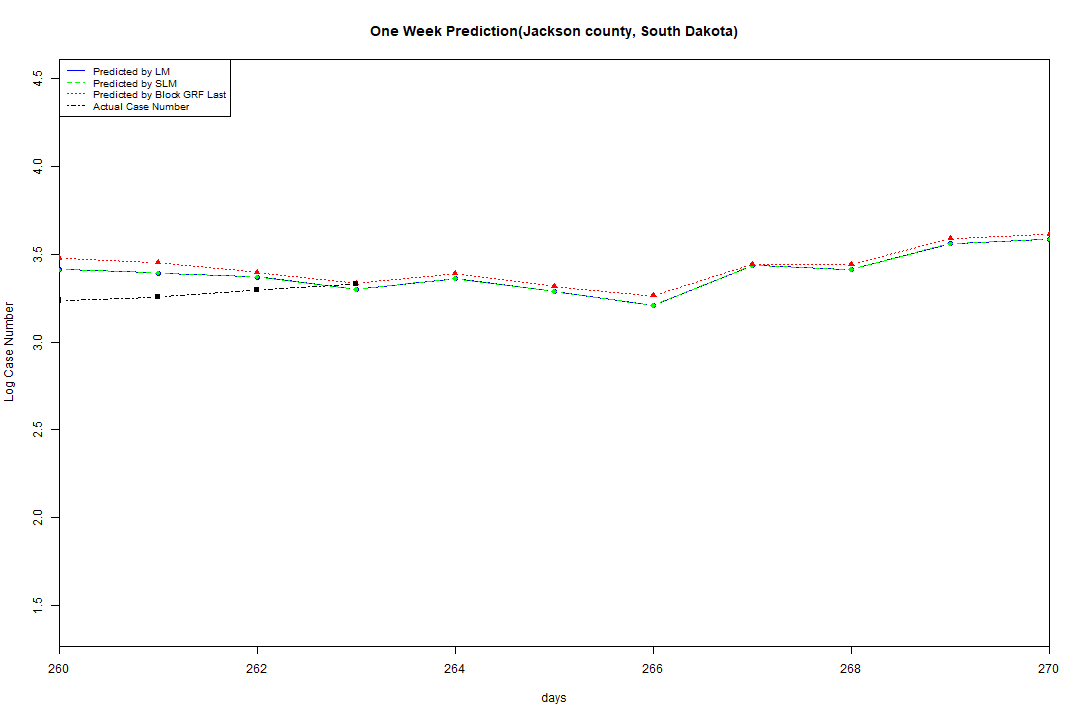 One Week Prediction(Jackson county, South Dakota)
Predicted by LM
Predicted by SLM
Predicted by Block GRF Last
Actual Case Number
4.5
4.0
3.5
3.0
2.5
2.0
1.5
Log Case Number
260
262
264
266
268
270
days